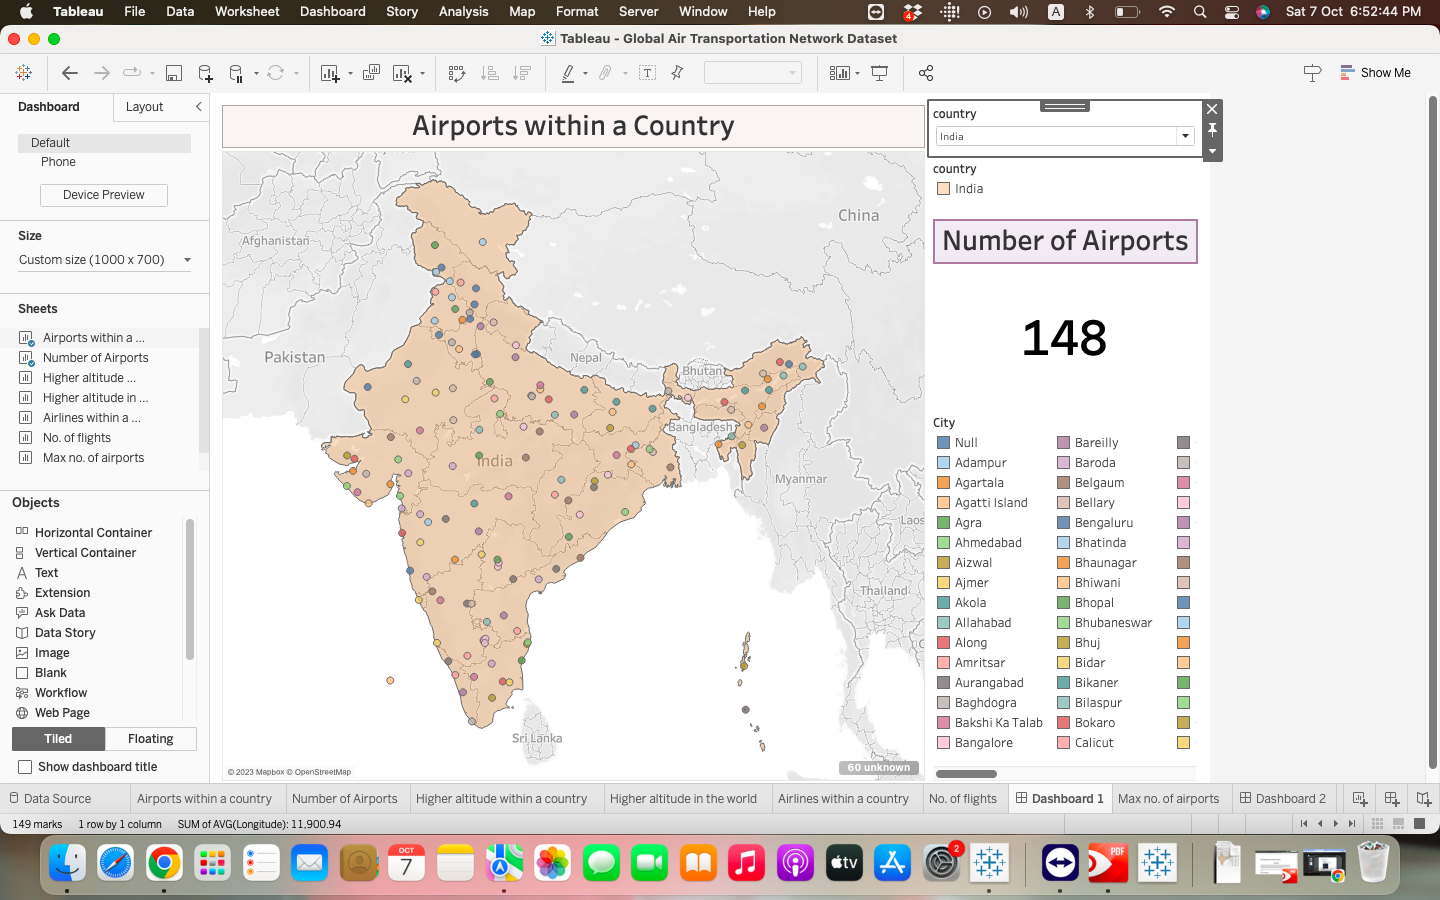 Tableau File Data Worksheet Dashboard Story Analysis Map Format Server Window Help 4 A Sat 7 Oct 6:52:44 PM
Tableau - Global Air Transportation Network Dataset
Show Me
Dashboard Layout
Default
Phone
Device Preview
Size
Custom size (1000 x 700)
Sheets
Airports within a ...
Number of Airports
Higher altitude ...
Higher altitude in ...
Airlines within a ...
No. of flights
Max no. of airports
Objects
Horizontal Container
Vertical Container
A Text
Extension
Ask Data
Data Story
Image
Blank
Workflow
Web Page
Tiled Floating
Show dashboard title
Airports within a Country
China
Afghanistan
Pakistan
Nepal
Bhutan
Bangladesh
India
Myanmar
Laos
Thailand
Sri Lanka
© 2023 Mapbox © OpenStreetMap
60 unknown
country
India
country
India
Number of Airports
148
City
Null Bareilly
Adampur Baroda
Agartala Belgaum
Agatti Island Bellary
Agra Bengaluru
Ahmedabad Bhatinda
Aizwal Bhaunagar
Ajmer Bhiwani
Akola Bhopal
Allahabad Bhubaneswar
Along Bhuj
Amritsar Bidar
Aurangabad Bikaner
Baghdogra Bilaspur
Bakshi Ka Talab Bokaro
Bangalore Calicut
Data Source Airports within a country Number of Airports Higher altitude within a country Higher altitude in the world Airlines within a country No. of flights Dashboard 1 Max no. of airports Dashboard 2
149 marks 1 row by 1 column SUM of AVG(Longitude): 11,900.94
OCT
7
tv
2
PDF